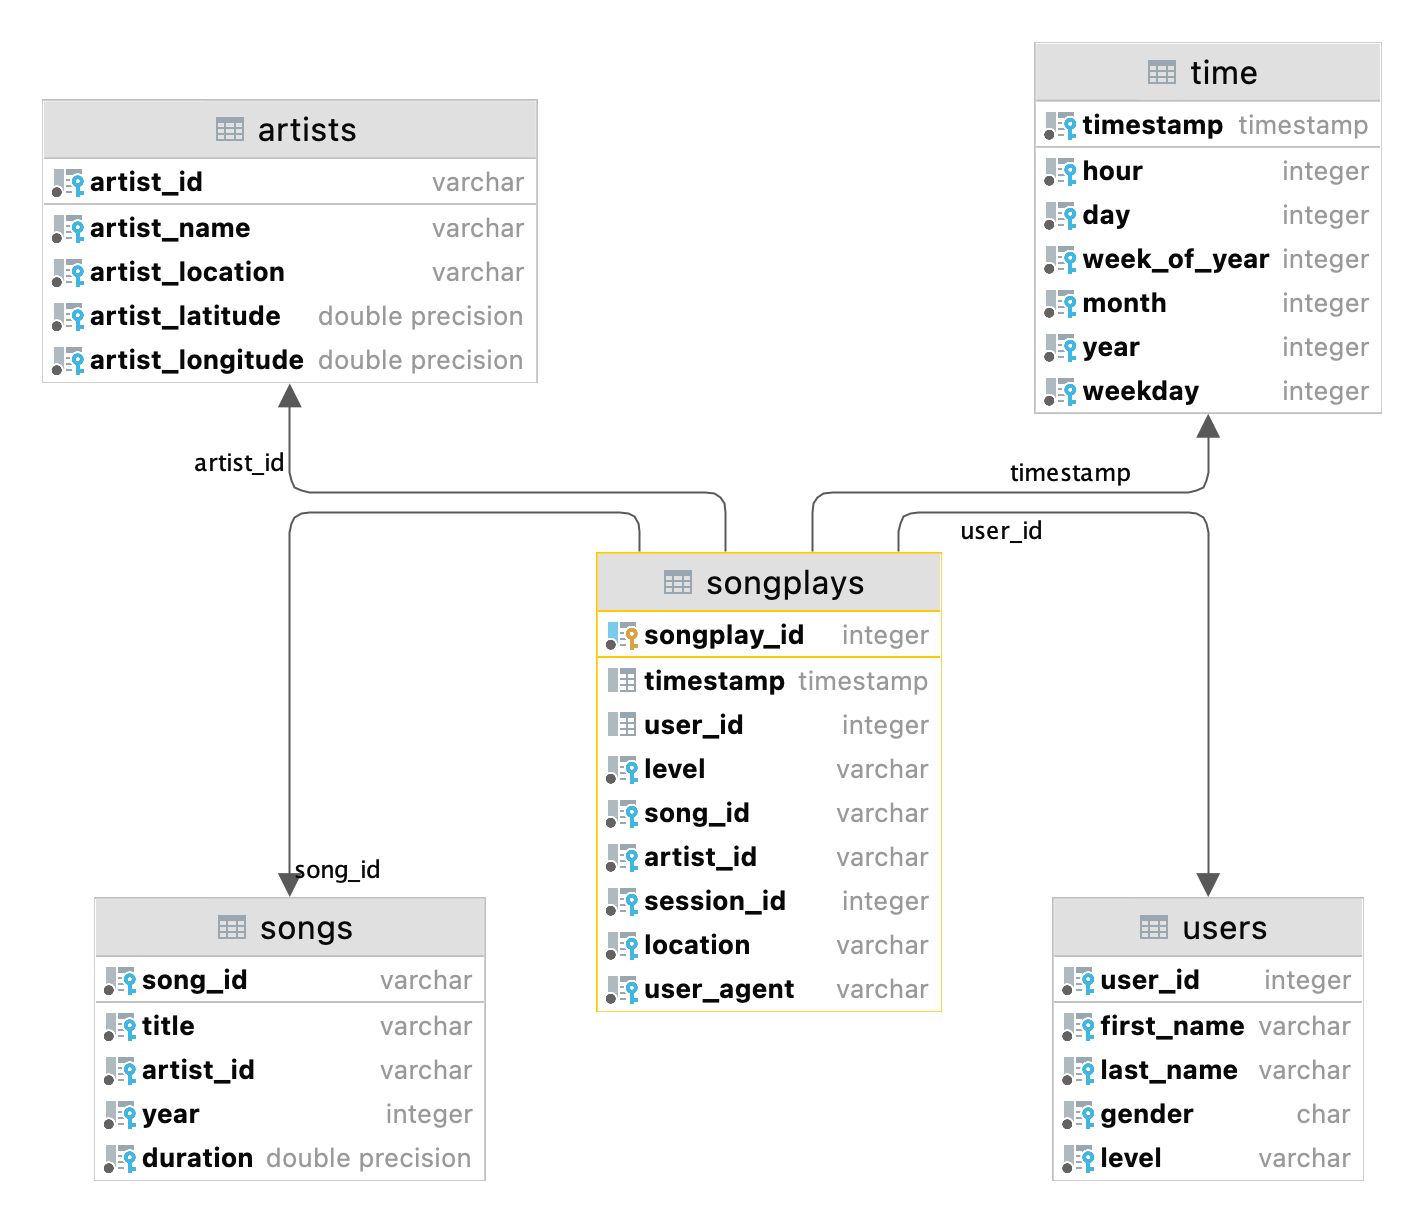 artists
artist_id varchar
artist_name varchar
artist_location varchar
artist_latitude double precision
artist_longitude double precision
time
timestamp timestamp
hour integer
day integer
week_of_year integer
month integer
year integer
weekday integer
artist_id
timestamp
user_id
song_id
songplays
songplay_id integer
timestamp timestamp
user_id integer
level varchar
song_id varchar
artist_id varchar
session_id integer
location varchar
user_agent varchar
songs
song_id varchar
title varchar
artist_id varchar
year integer
duration double precision
users
user_id integer
first_name varchar
last_name varchar
gender char
level varchar